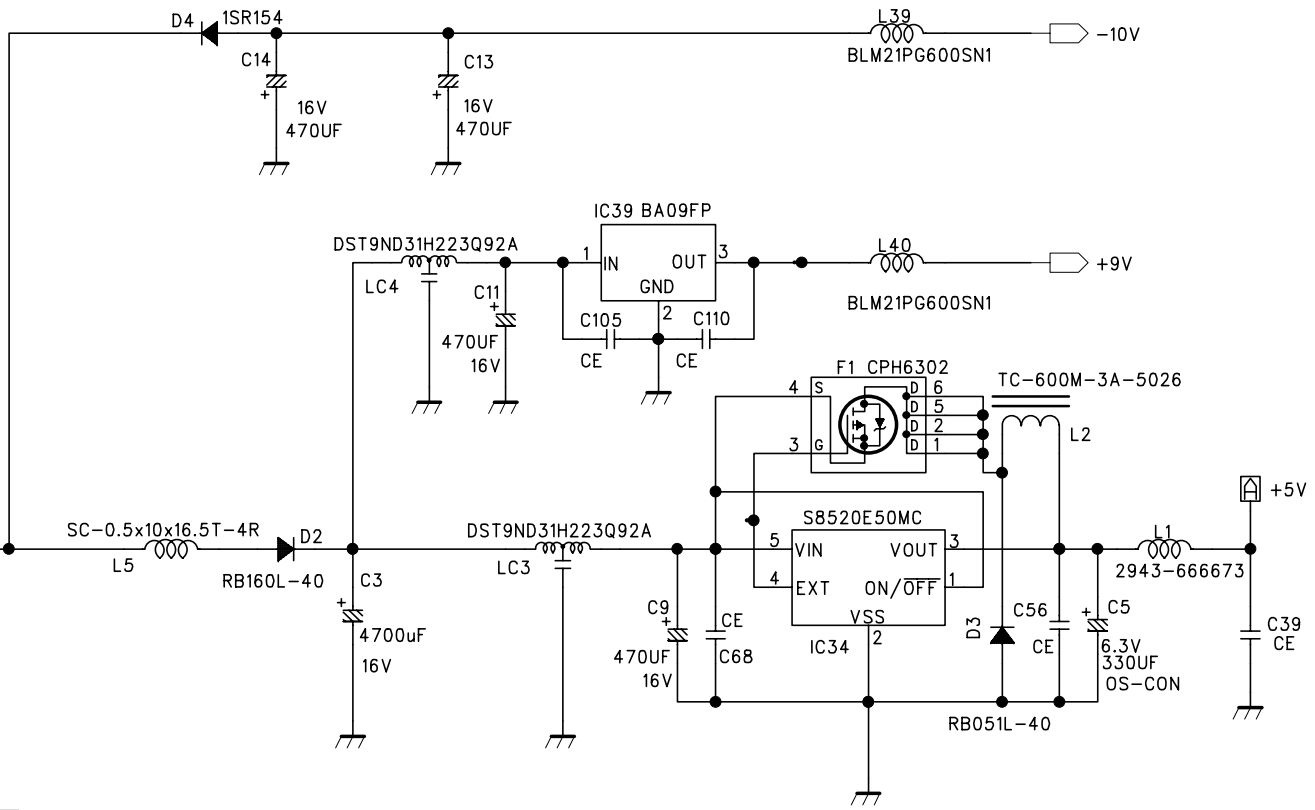 D4
1SR154
L39
-10V
BLM21PG600SN1
C14
+
16V
470UF
C13
+
16V
470UF
IC39 BA09FP
DST9ND31H223Q92A
1
IN
OUT
3
GND
2
L40
+9V
BLM21PG600SN1
LC4
C11
+
470UF
16V
C105
CE
C110
CE
F1 CPH6302
4
S
D
6
D
5
D
2
D
1
3
G
TC-600M-3A-5026
L2
A
+5V
SC-0.5x10x16.5T-4R
L5
D2
RB160L-40
C3
+
4700uF
16V
DST9ND31H223Q92A
LC3
S8520E50MC
5
VIN
VOUT
3
4
EXT
ON/OFF
1
VSS
2
IC34
C9
+
470UF
16V
CE
C68
D3
RB051L-40
C56
CE
C5
+
6.3V
330UF
OS-CON
L1
2943-666673
C39
CE